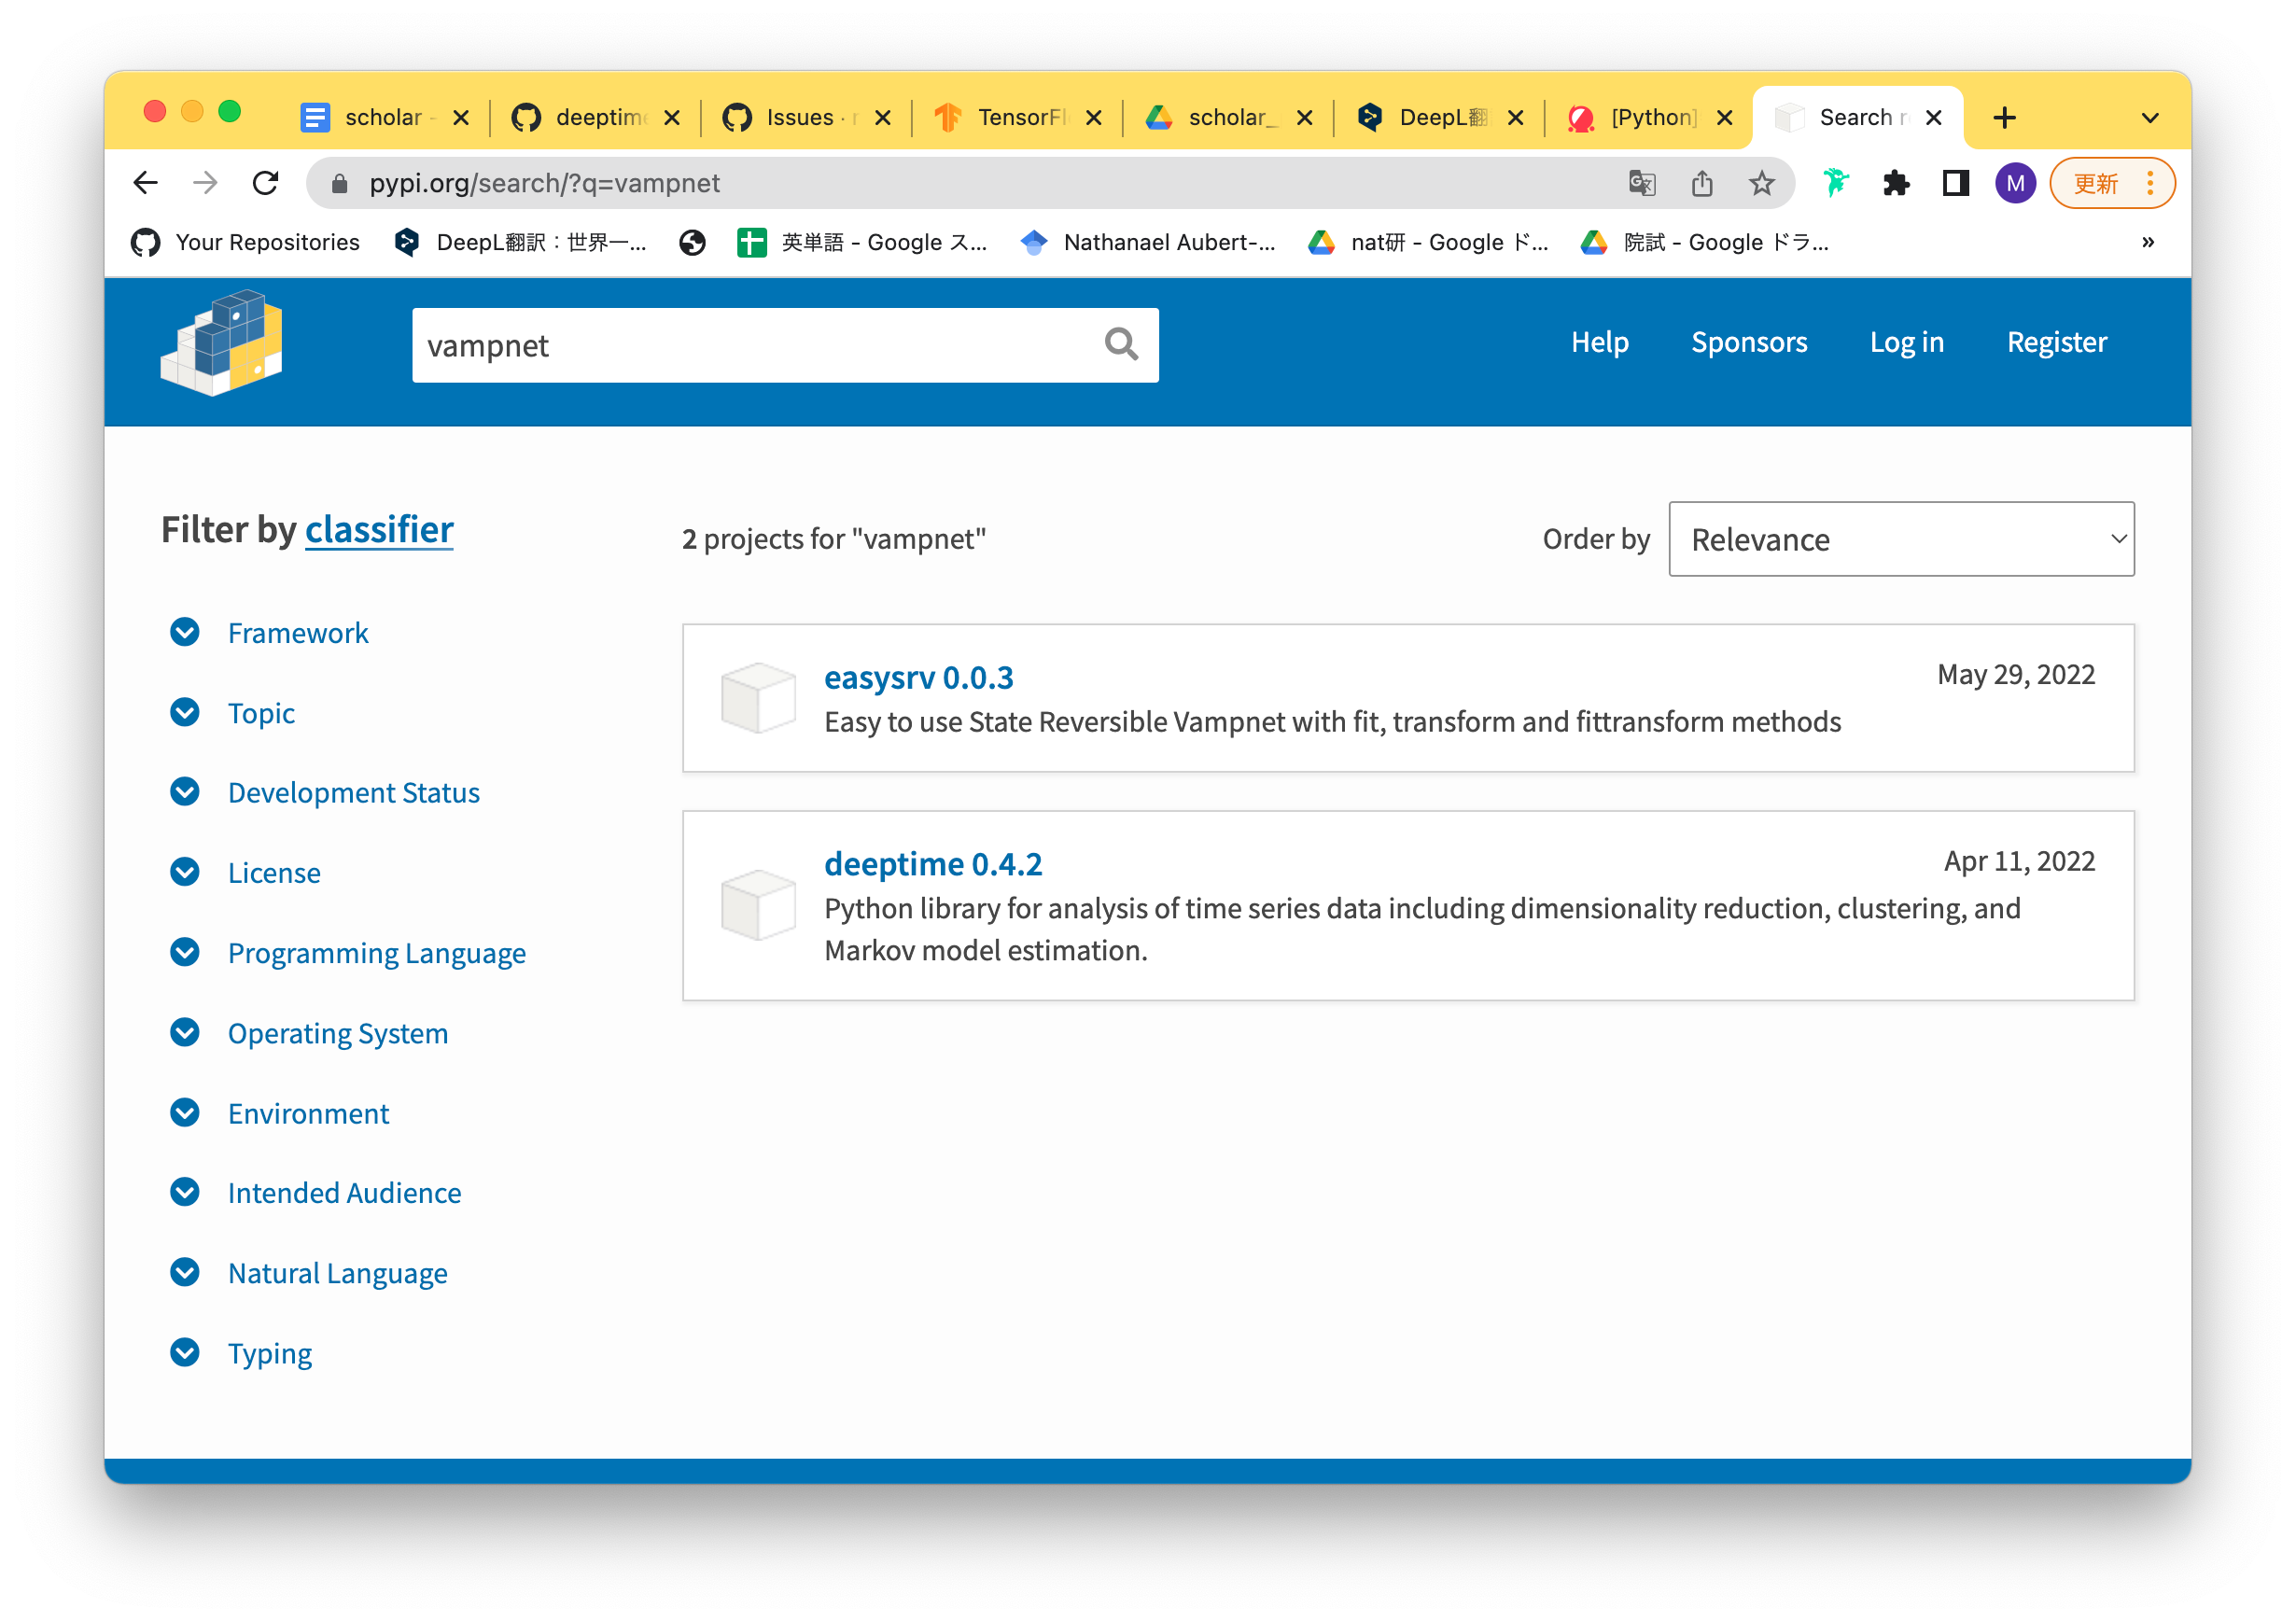 scholar -
deeptime
Issues ·
TensorFl
scholar_
DeepL翻
[Python]
Search r
pypi.org/search/?q=vampnet
M
更新
Your Repositories
DeepL翻訳：世界一...
英単語 - Google ス...
Nathanael Aubert-...
nat研 - Google ド...
院試 - Google ドラ...
»
vampnet
Help
Sponsors
Log in
Register
Filter by classifier
2 projects for "vampnet"
Order by
Relevance
Framework
Topic
Development Status
License
Programming Language
Operating System
Environment
Intended Audience
Natural Language
Typing
easysrv 0.0.3
May 29, 2022
Easy to use State Reversible Vampnet with fit, transform and fittransform methods
deeptime 0.4.2
Apr 11, 2022
Python library for analysis of time series data including dimensionality reduction, clustering, and
Markov model estimation.